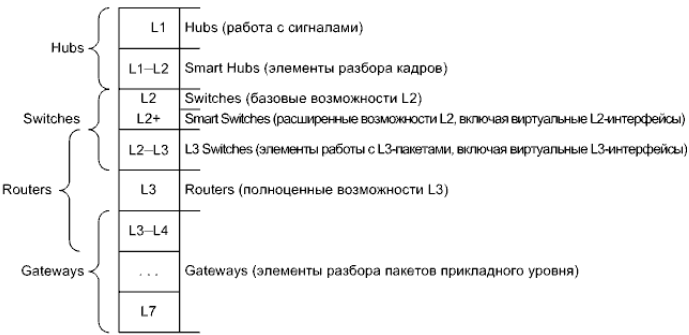 L1 Hubs (работа с сигналами)
Hubs
L1–L2 Smart Hubs (элементы разбора кадров)
L2 Switches (базовые возможности L2)
Switches L2+ Smart Switches (расширенные возможности L2, включая виртуальные L2-интерфейсы)
L2–L3 L3 Switches (элементы работы с L3-пакетами, включая виртуальные L3-интерфейсы)
Routers L3 Routers (полноценные возможности L3)
L3–L4
Gateways ... Gateways (элементы разбора пакетов прикладного уровня)
L7